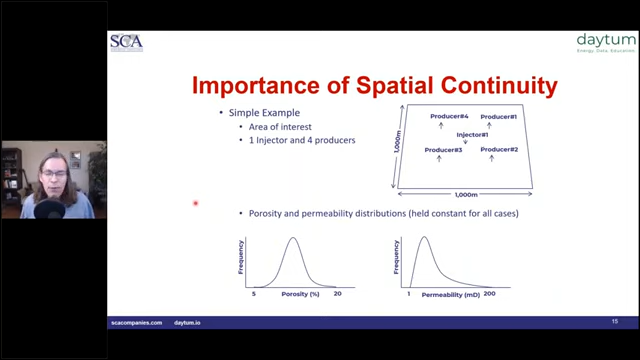 SCA
daytum
Energy, Data, Education
Importance of Spatial Continuity
• Simple Example
• Area of interest
• 1 Injector and 4 producers
Producer#4 Producer#1
Injector#1
Producer#3 Producer#2
1,000m
1,000m
• Porosity and permeability distributions (held constant for all cases)
Frequency
5 Porosity (%) 20
Frequency
1 Permeability (mD) 200
scacompanies.com daytum.io 15